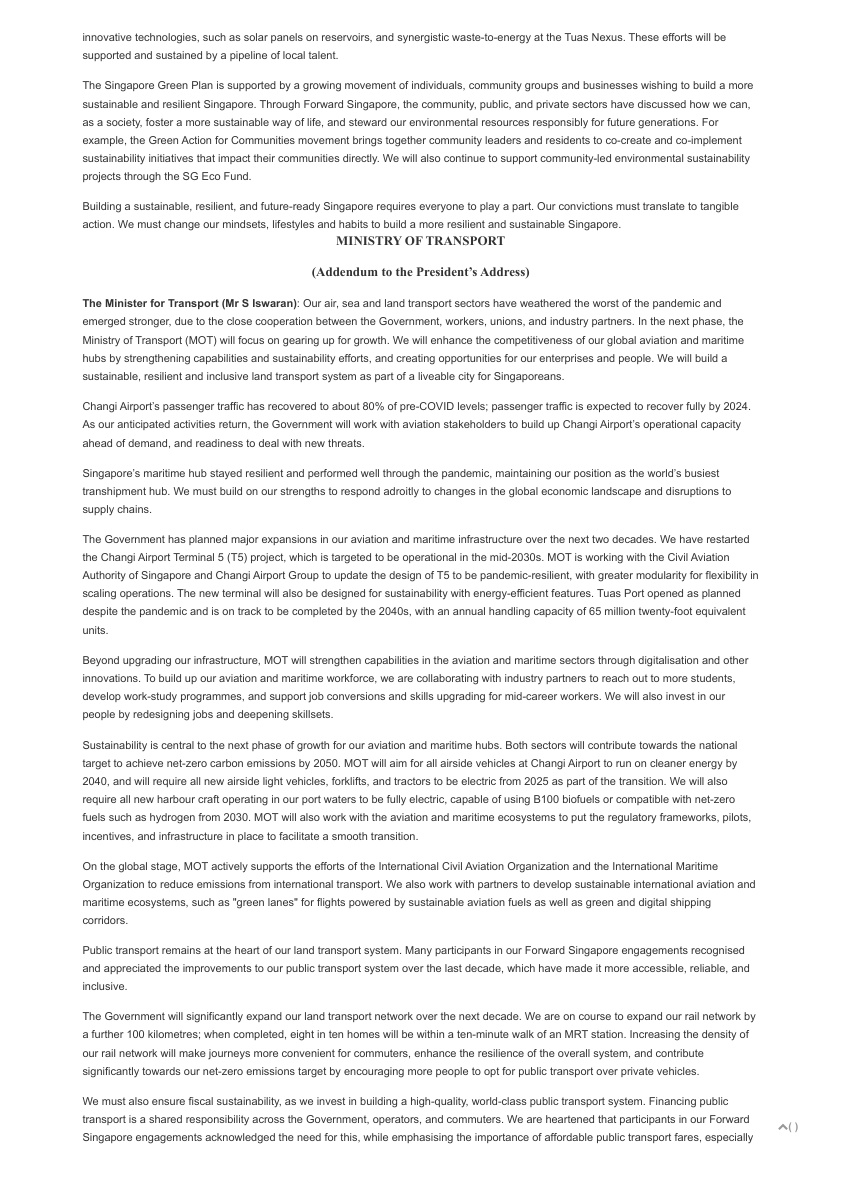 innovative technologies, such as solar panels on reservoirs, and synergistic waste-to-energy at the Tuas Nexus. These efforts will be
supported and sustained by a pipeline of local talent.
The Singapore Green Plan is supported by a growing movement of individuals, community groups and businesses wishing to build a more
sustainable and resilient Singapore. Through Forward Singapore, the community, public, and private sectors have discussed how we can,
as a society, foster a more sustainable way of life, and steward our environmental resources responsibly for future generations. For
example, the Green Action for Communities movement brings together community leaders and residents to co-create and co-implement
sustainability initiatives that impact their communities directly. We will also continue to support community-led environmental sustainability
projects through the SG Eco Fund.
Building a sustainable, resilient, and future-ready Singapore requires everyone to play a part. Our convictions must translate to tangible
action. We must change our mindsets, lifestyles and habits to build a more resilient and sustainable Singapore.
MINISTRY OF TRANSPORT
(Addendum to the President's Address)
The Minister for Transport (Mr S Iswaran): Our air, sea and land transport sectors have weathered the worst of the pandemic and
emerged stronger, due to the close cooperation between the Government, workers, unions, and industry partners. In the next phase, the
Ministry of Transport (MOT) will focus on gearing up for growth. We will enhance the competitiveness of our global aviation and maritime
hubs by strengthening capabilities and sustainability efforts, and creating opportunities for our enterprises and people. We will build a
sustainable, resilient and inclusive land transport system as part of a liveable city for Singaporeans.
Changi Airport's passenger traffic has recovered to about 80% of pre-COVID levels; passenger traffic is expected to recover fully by 2024.
As our anticipated activities return, the Government will work with aviation stakeholders to build up Changi Airport's operational capacity
ahead of demand, and readiness to deal with new threats.
Singapore's maritime hub stayed resilient and performed well through the pandemic, maintaining our position as the world's busiest
transhipment hub. We must build on our strengths to respond adroitly to changes in the global economic landscape and disruptions to
supply chains.
The Government has planned major expansions in our aviation and maritime infrastructure over the next two decades. We have restarted
the Changi Airport Terminal 5 (T5) project, which is targeted to be operational in the mid-2030s. MOT is working with the Civil Aviation
Authority of Singapore and Changi Airport Group to update the design of T5 to be pandemic-resilient, with greater modularity for flexibility in
scaling operations. The new terminal will also be designed for sustainability with energy-efficient features. Tuas Port opened as planned
despite the pandemic and is on track to be completed by the 2040s, with an annual handling capacity of 65 million twenty-foot equivalent
units.
Beyond upgrading our infrastructure, MOT will strengthen capabilities in the aviation and maritime sectors through digitalisation and other
innovations. To build up our aviation and maritime workforce, we are collaborating with industry partners to reach out to more students,
develop work-study programmes, and support job conversions and skills upgrading for mid-career workers. We will also invest in our
people by redesigning jobs and deepening skillsets.
Sustainability is central to the next phase of growth for our aviation and maritime hubs. Both sectors will contribute towards the national
target to achieve net-zero carbon emissions by 2050. MOT will aim for all airside vehicles at Changi Airport to run on cleaner energy by
2040, and will require all new airside light vehicles, forklifts, and tractors to be electric from 2025 as part of the transition. We will also
require all new harbour craft operating in our port waters to be fully electric, capable of using B100 biofuels or compatible with net-zero
fuels such as hydrogen from 2030. MOT will also work with the aviation and maritime ecosystems to put the regulatory frameworks, pilots,
incentives, and infrastructure in place to facilitate a smooth transition.
On the global stage, MOT actively supports the efforts of the International Civil Aviation Organization and the International Maritime
Organization to reduce emissions from international transport. We also work with partners to develop sustainable international aviation and
maritime ecosystems, such as "green lanes" for flights powered by sustainable aviation fuels as well as green and digital shipping
corridors.
Public transport remains at the heart of our land transport system. Many participants in our Forward Singapore engagements recognised
and appreciated the improvements to our public transport system over the last decade, which have made it more accessible, reliable, and
inclusive.
The Government will significantly expand our land transport network over the next decade. We are on course to expand our rail network by
a further 100 kilometres; when completed, eight in ten homes will be within a ten-minute walk of an MRT station. Increasing the density of
our rail network will make journeys more convenient for commuters, enhance the resilience of the overall system, and contribute
significantly towards our net-zero emissions target by encouraging more people to opt for public transport over private vehicles.
We must also ensure fiscal sustainability, as we invest in building a high-quality, world-class public transport system. Financing public
transport is a shared responsibility across the Government, operators, and commuters. We are heartened that participants in our Forward
Singapore engagements acknowledged the need for this, while emphasising the importance of affordable public transport fares, especially
( )